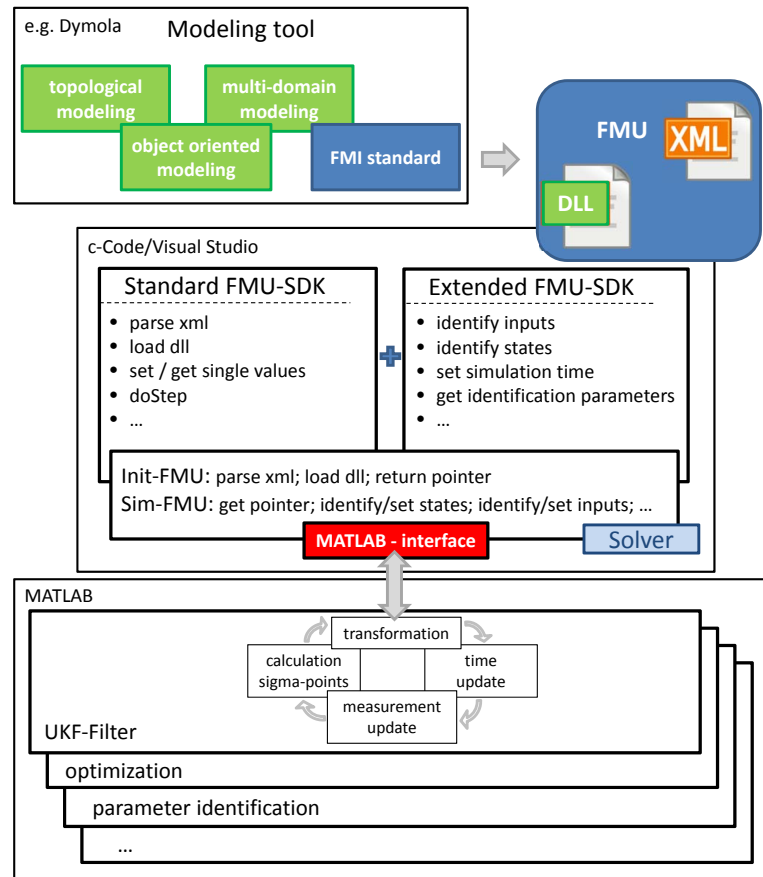 e.g. Dymola
Modeling tool
topological
modeling
multi-domain
modeling
object oriented
modeling
FMI standard
FMU
XML
DLL
c-Code/Visual Studio
Standard FMU-SDK
• parse xml
• load dll
• set / get single values
• doStep
• ...
Extended FMU-SDK
• identify inputs
• identify states
• set simulation time
• get identification parameters
• ...
Init-FMU: parse xml; load dll; return pointer
Sim-FMU: get pointer; identify/set states; identify/set inputs; ...
MATLAB - interface
Solver
MATLAB
transformation
calculation
sigma-points
time
update
measurement
update
UKF-Filter
optimization
parameter identification
...